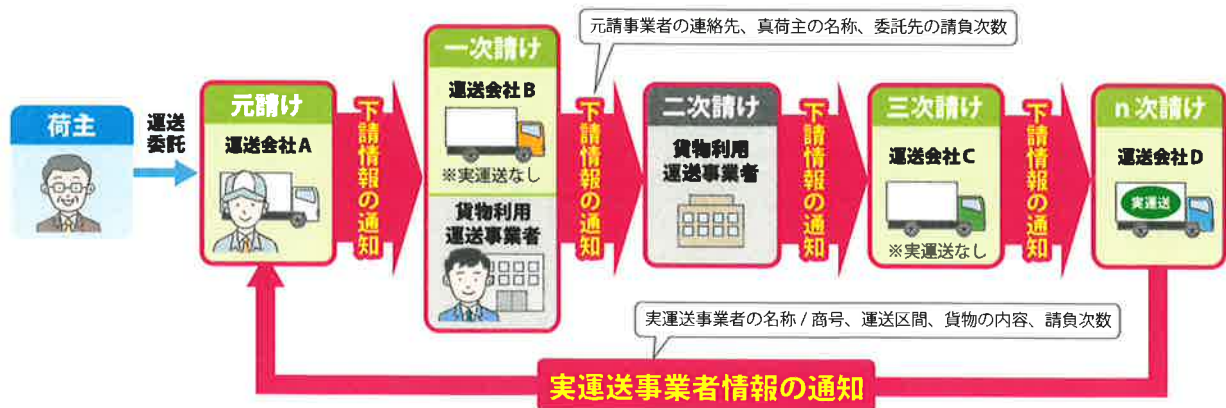 荷主
運送
委託
元請け
運送会社A
下請情報の通知
一次請け
運送会社B
※実運送なし
貨物利用
運送事業者
元請事業者の連絡先、真荷主の名称、委託先の請負次数
下請情報の通知
二次請け
貨物利用
運送事業者
下請情報の通知
三次請け
運送会社C
※実運送なし
下請情報の通知
n次請け
運送会社D
実運送
実運送事業者の名称 / 商号、運送区間、貨物の内容、請負次数
実運送事業者情報の通知